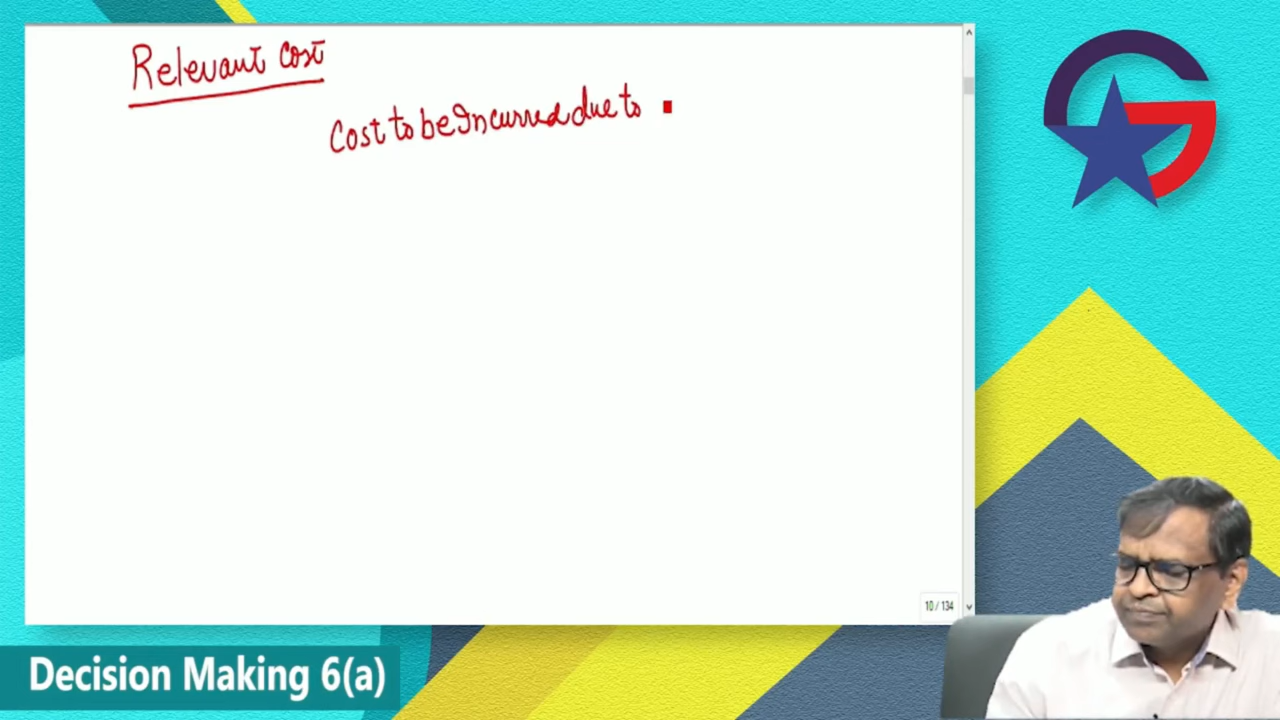 Relevant cost
Cost to be Incurred due to
10 / 134
Decision Making 6(a)